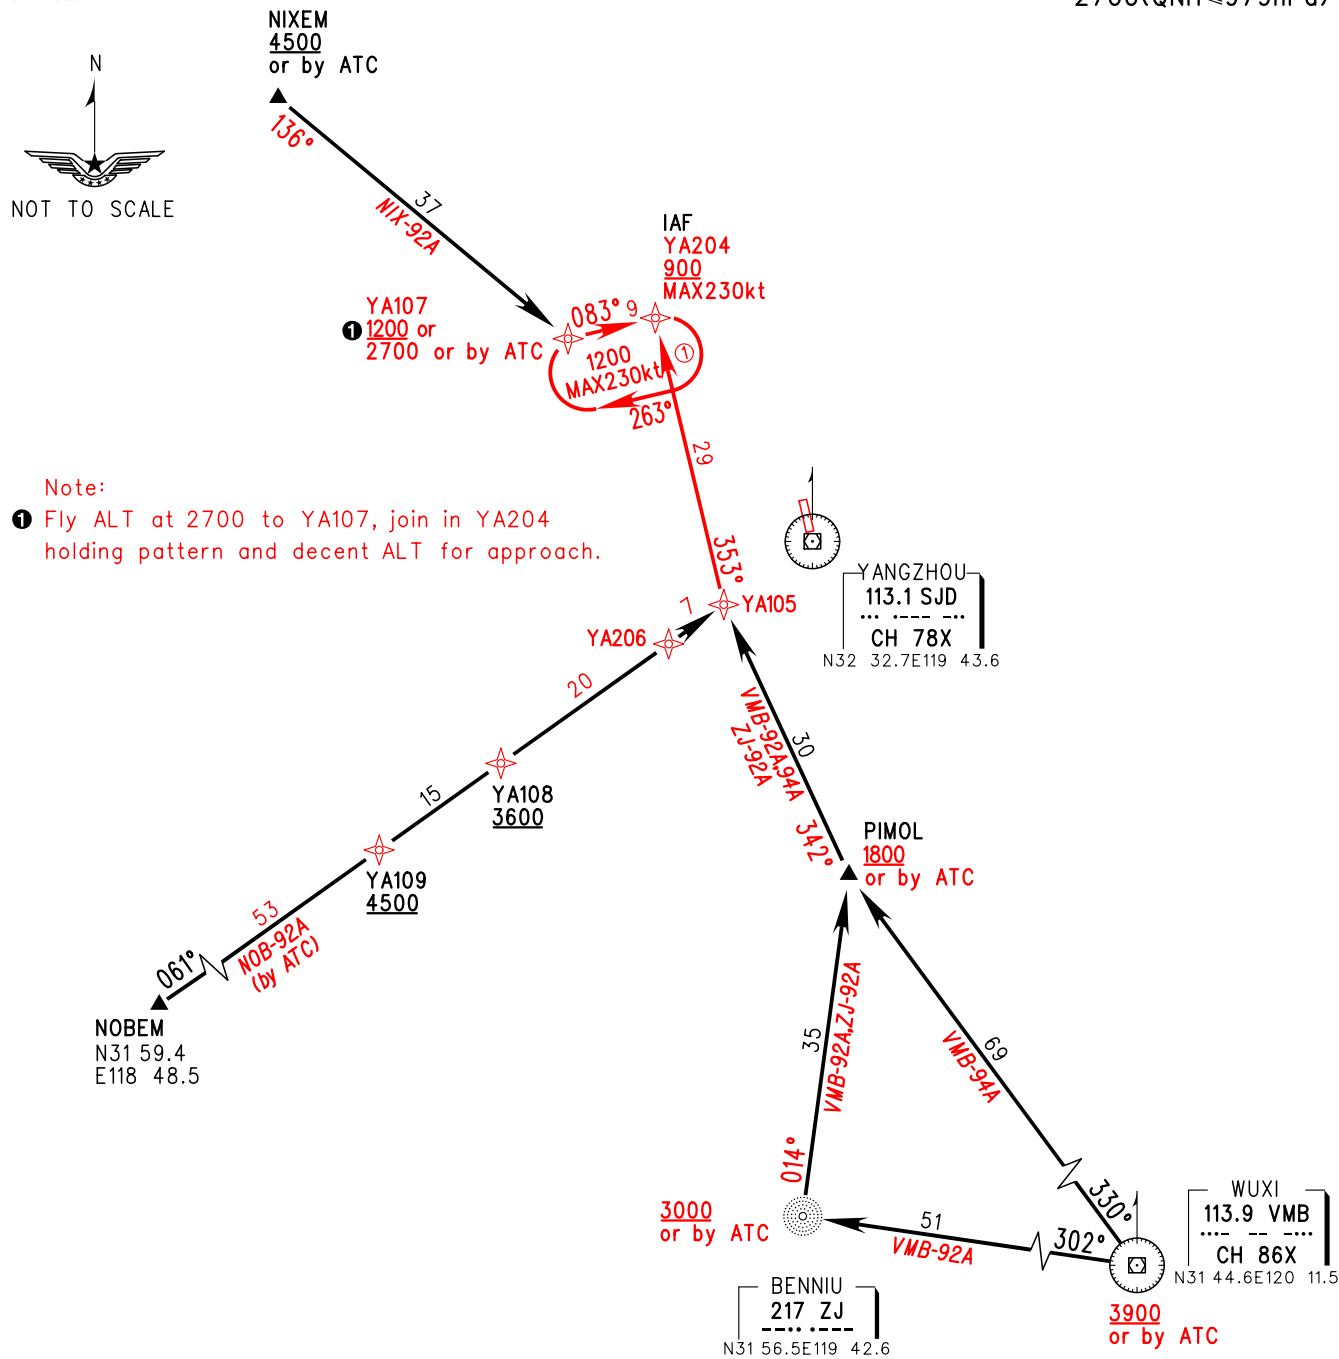 NIXEM
4500
or by ATC
N
NOT TO SCALE
136°
37
NIX-92A
IAF
YA204
900
MAX230kt
YA107
❶ 1200 or
2700 or by ATC
083° 9
1200
MAX230kt
①
263°
29
353°
Note:
❶ Fly ALT at 2700 to YA107, join in YA204
holding pattern and decent ALT for approach.
YANGZHOU
113.1 SJD
CH 78X
N32 32.7E119 43.6
YA105
7
YA206
20
VMB-92A,94A
ZJ-92A
30
342°
YA108
3600
15
PIMOL
1800
or by ATC
YA109
4500
53
NOB-92A
(by ATC)
061°
NOBEM
N31 59.4
E118 48.5
35
VMB-92A,ZJ-92A
014°
69
VMB-94A
330°
3000
or by ATC
51
VMB-92A
302°
WUXI
113.9 VMB
CH 86X
N31 44.6E120 11.5
BENNIU
217 ZJ
N31 56.5E119 42.6
3900
or by ATC